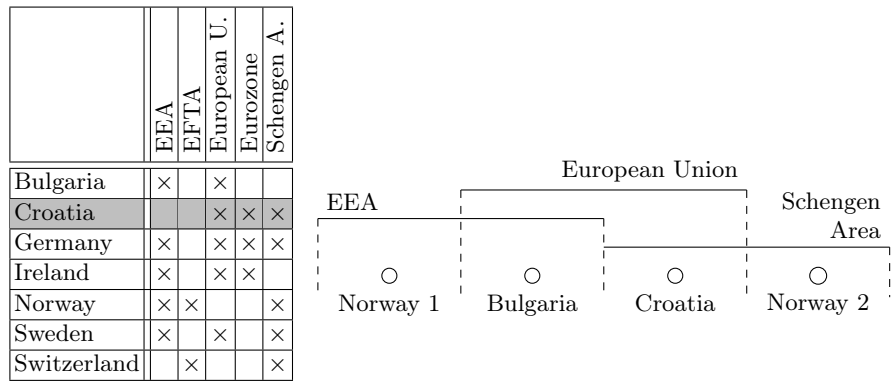 EEA EFTA European U. Eurozone Schengen A.
Bulgaria × ×
Croatia × × ×
Germany × × × ×
Ireland × × ×
Norway × × ×
Sweden × × ×
Switzerland × ×
European Union
EEA
Schengen
Area
Norway 1 Bulgaria Croatia Norway 2